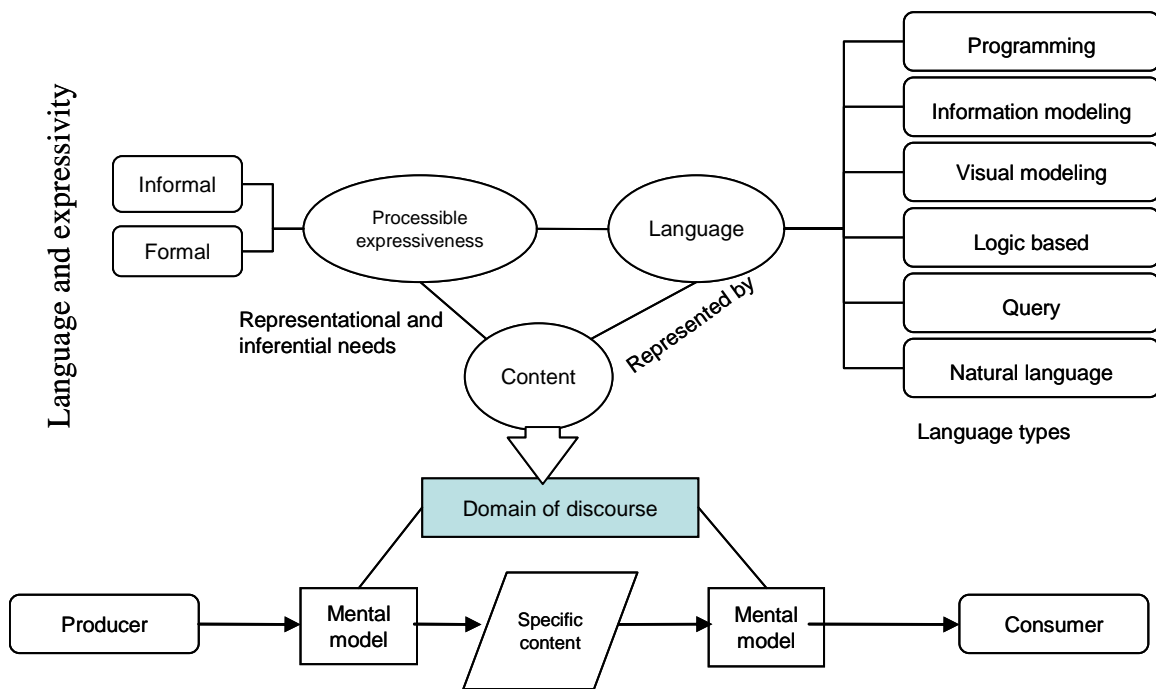 Language and expressivity
Informal
Formal
Processible
expressiveness
Language
Representational and
inferential needs
Represented by
Content
Programming
Information modeling
Visual modeling
Logic based
Query
Natural language
Language types
Domain of discourse
Producer
Mental
model
Specific
content
Mental
model
Consumer